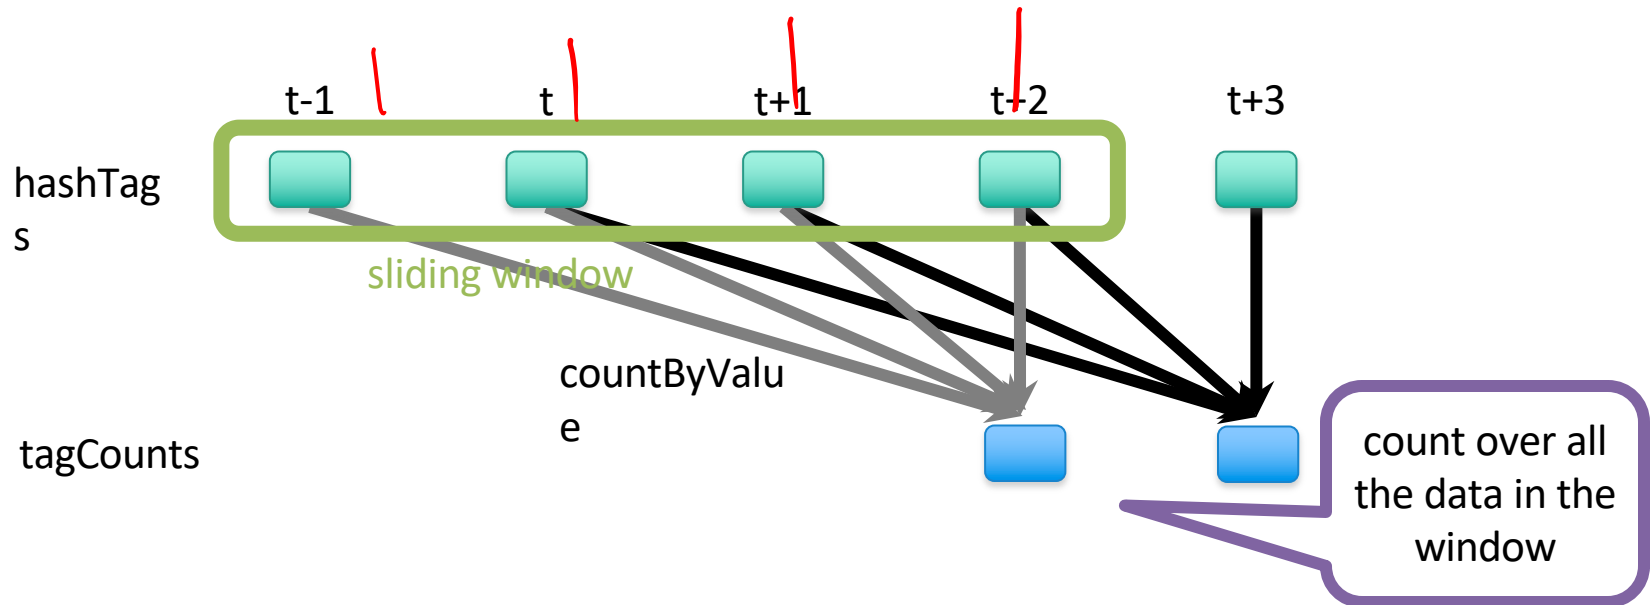 t-1 t t+1 t+2 t+3
hashTag
s
sliding window
countByValu
e
tagCounts
count over all
the data in the
window